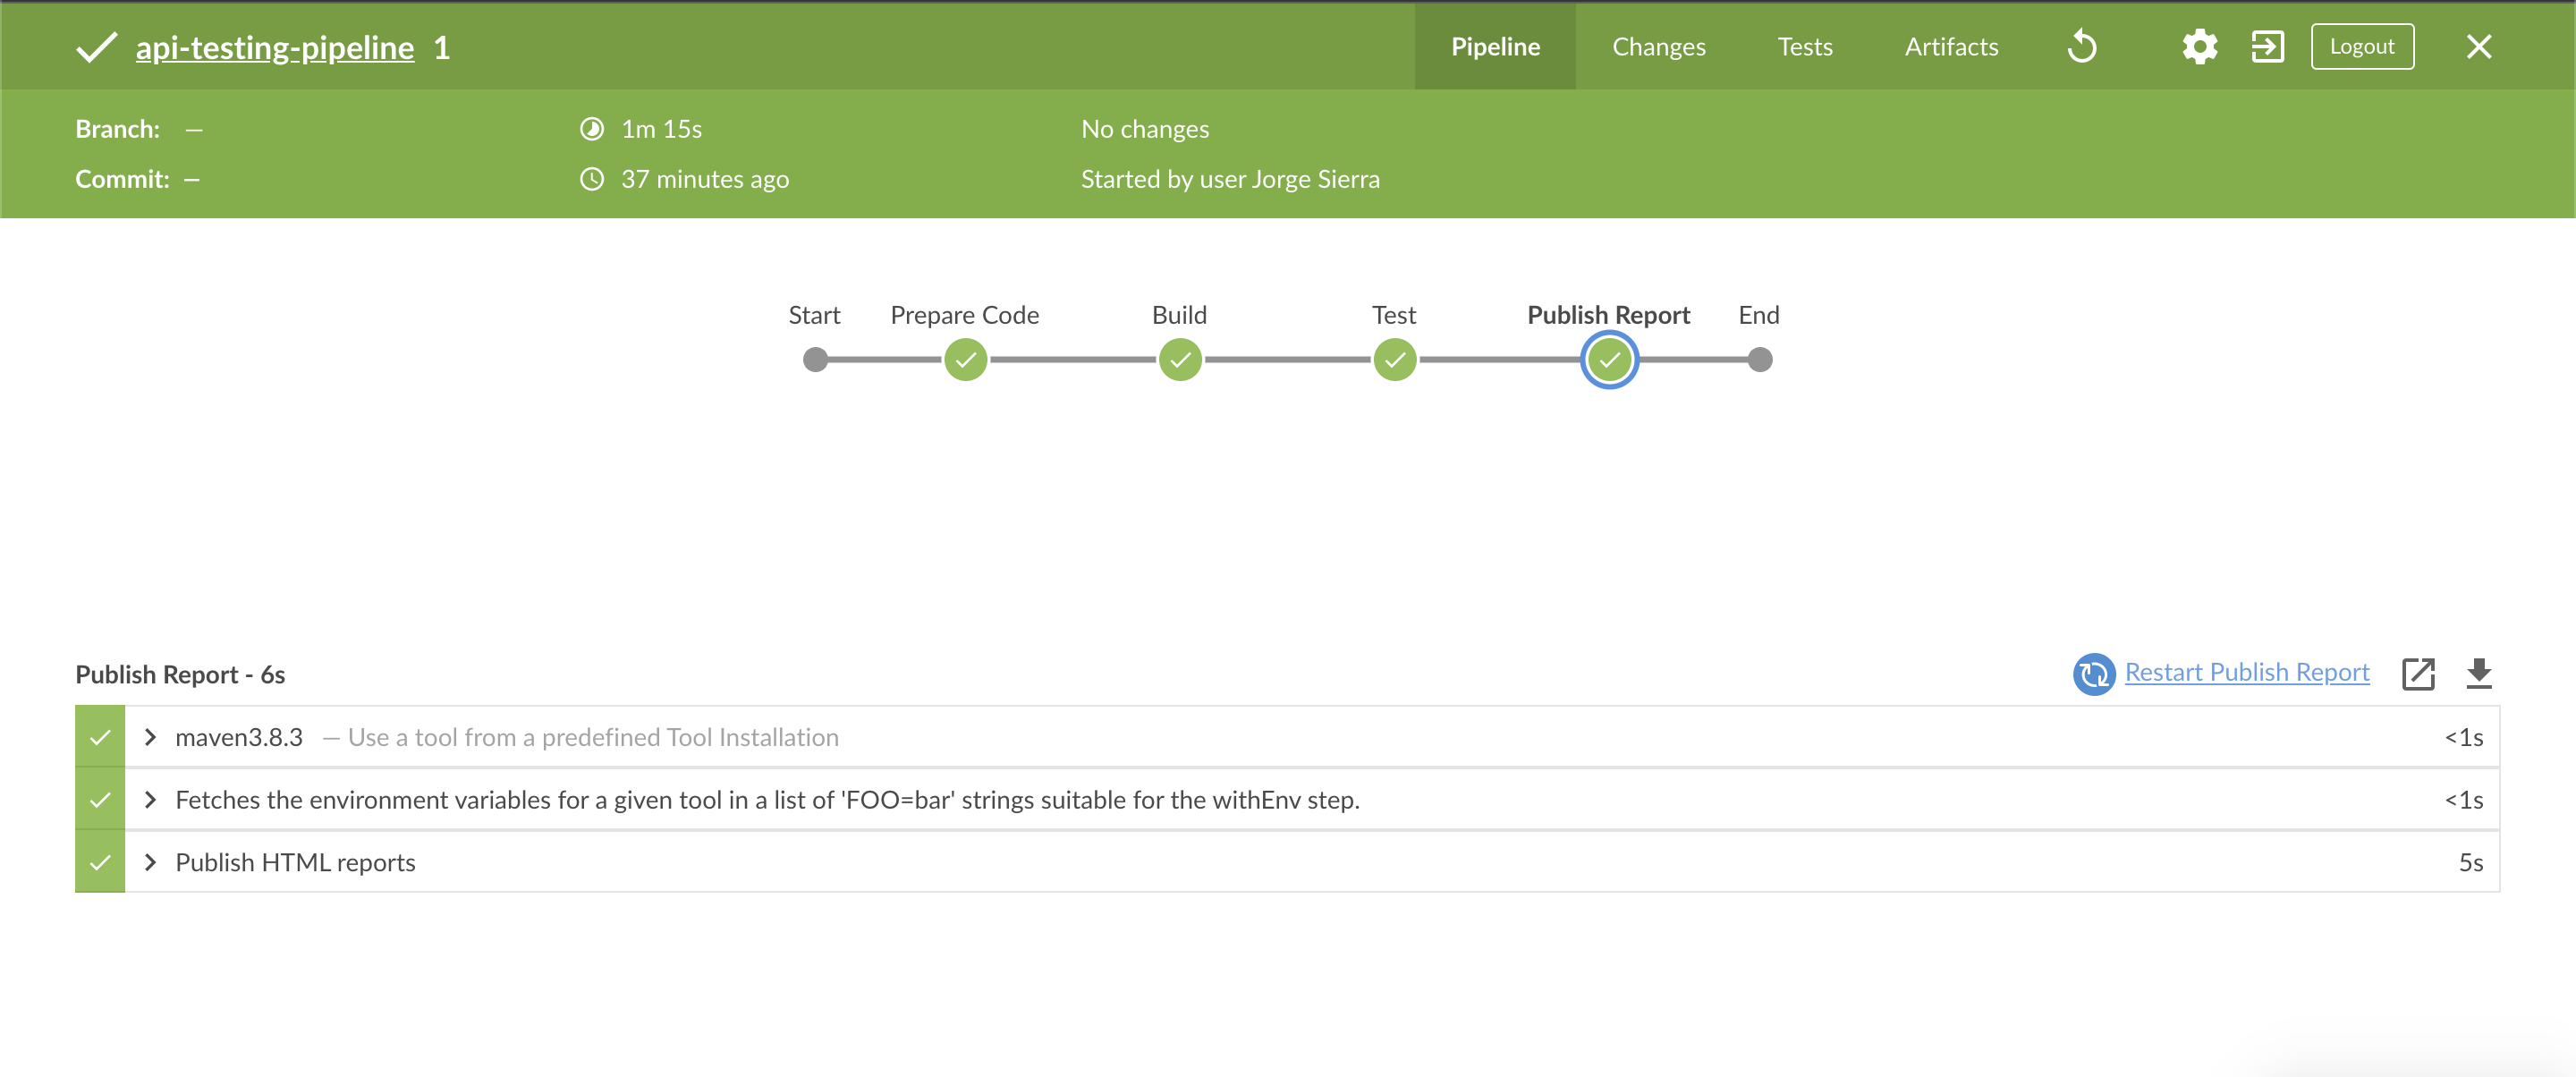 api-testing-pipeline 1
Pipeline Changes Tests Artifacts Logout
Branch: —
1m 15s
No changes
Commit: —
37 minutes ago
Started by user Jorge Sierra
Start Prepare Code Build Test Publish Report End
Publish Report - 6s
Restart Publish Report
maven3.8.3 — Use a tool from a predefined Tool Installation <1s
Fetches the environment variables for a given tool in a list of 'FOO=bar' strings suitable for the withEnv step. <1s
Publish HTML reports 5s